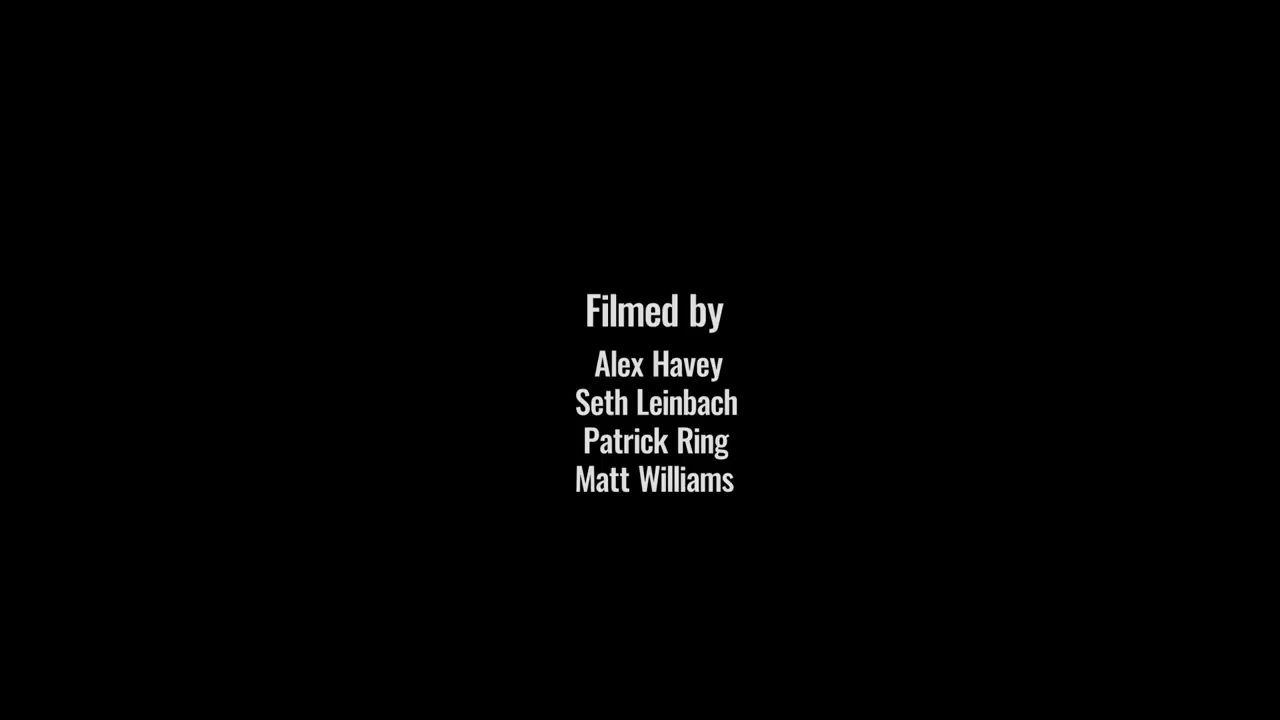 Filmed by
Alex Havey
Seth Leinbach
Patrick Ring
Matt Williams